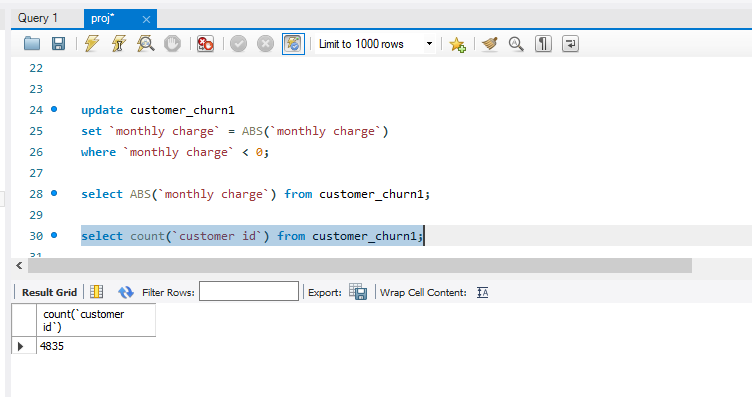 Query 1 proj* ×
Limit to 1000 rows
22
23
24 update customer_churn1
25 set `monthly charge` = ABS(`monthly charge`)
26 where `monthly charge` < 0;
27
28 select ABS(`monthly charge`) from customer_churn1;
29
30 select count(`customer id`) from customer_churn1;
31
Result Grid Filter Rows: Export: Wrap Cell Content: IA
count(`customer
id`)
4835